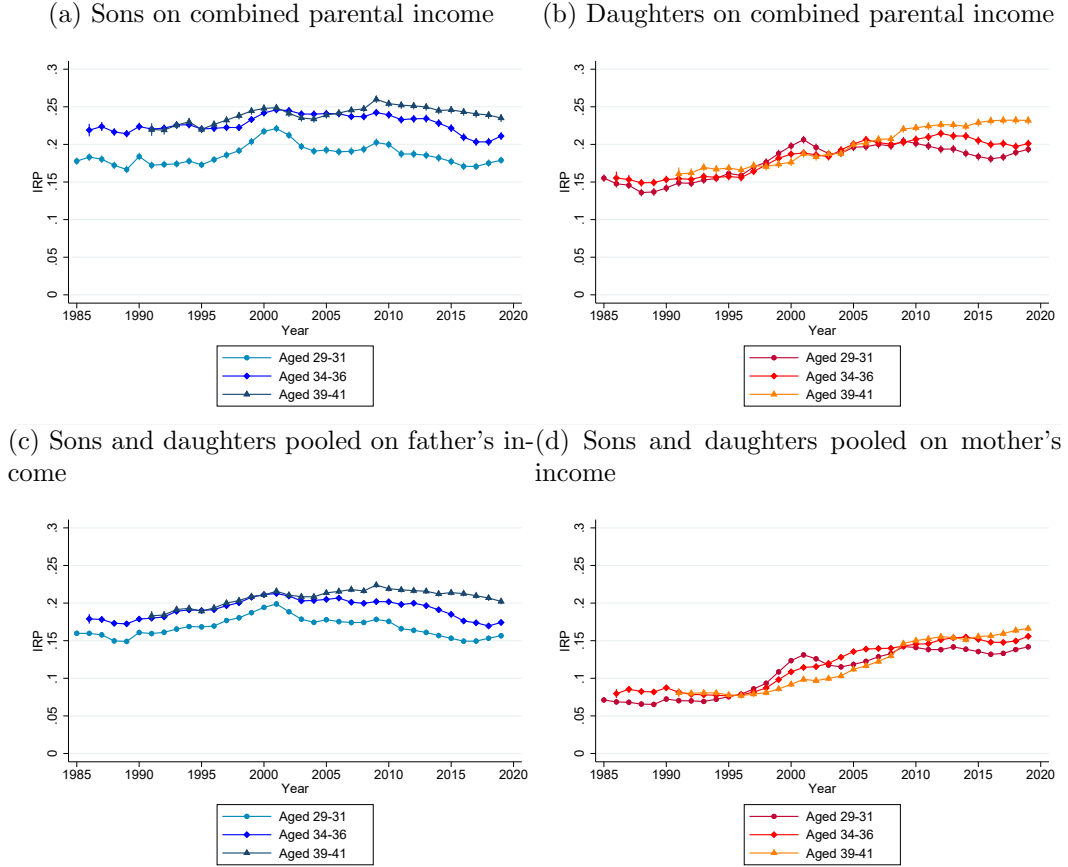 (a) Sons on combined parental income
(b) Daughters on combined parental income
IRP
.3
.25
.2
.15
.1
.05
0
1985 1990 1995 2000 2005 2010 2015 2020
Year
Aged 29-31
Aged 34-36
Aged 39-41
IRP
.3
.25
.2
.15
.1
.05
0
1985 1990 1995 2000 2005 2010 2015 2020
Year
Aged 29-31
Aged 34-36
Aged 39-41
(c) Sons and daughters pooled on father's in-
come
(d) Sons and daughters pooled on mother's
income
IRP
.3
.25
.2
.15
.1
.05
0
1985 1990 1995 2000 2005 2010 2015 2020
Year
Aged 29-31
Aged 34-36
Aged 39-41
IRP
.3
.25
.2
.15
.1
.05
0
1985 1990 1995 2000 2005 2010 2015 2020
Year
Aged 29-31
Aged 34-36
Aged 39-41